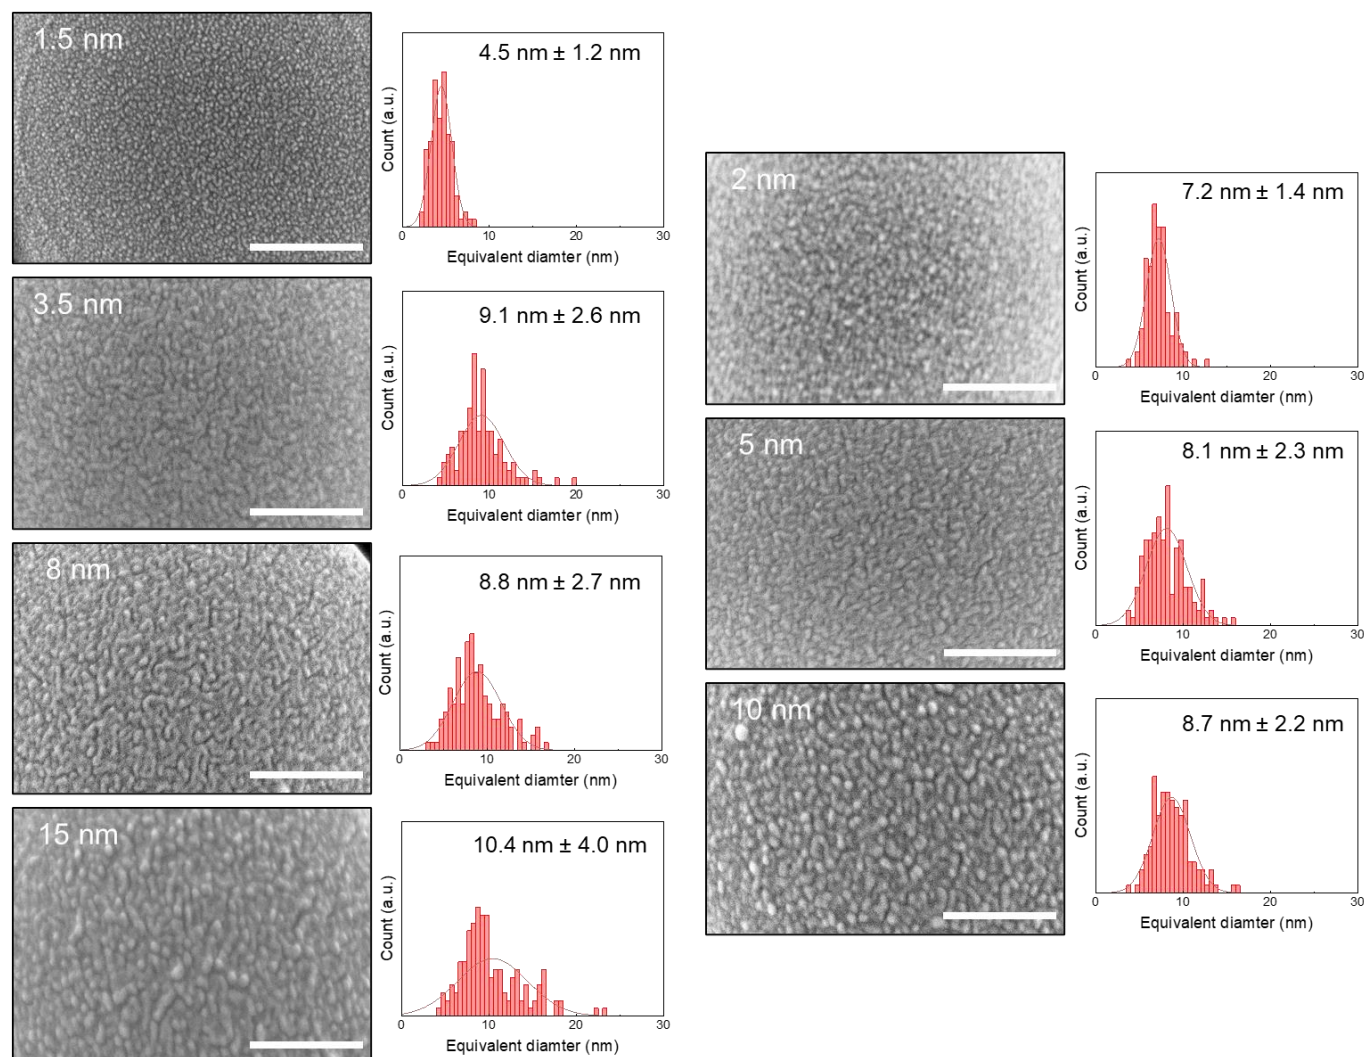 1.5 nm
4.5 nm ± 1.2 nm
Count (a.u.)
0 10 20 30
Equivalent diamter (nm)
2 nm
7.2 nm ± 1.4 nm
Count (a.u.)
0 10 20 30
Equivalent diamter (nm)
3.5 nm
9.1 nm ± 2.6 nm
Count (a.u.)
0 10 20 30
Equivalent diamter (nm)
5 nm
8.1 nm ± 2.3 nm
Count (a.u.)
0 10 20 30
Equivalent diamter (nm)
8 nm
8.8 nm ± 2.7 nm
Count (a.u.)
0 10 20 30
Equivalent diamter (nm)
10 nm
8.7 nm ± 2.2 nm
Count (a.u.)
0 10 20 30
Equivalent diamter (nm)
15 nm
10.4 nm ± 4.0 nm
Count (a.u.)
0 10 20 30
Equivalent diamter (nm)